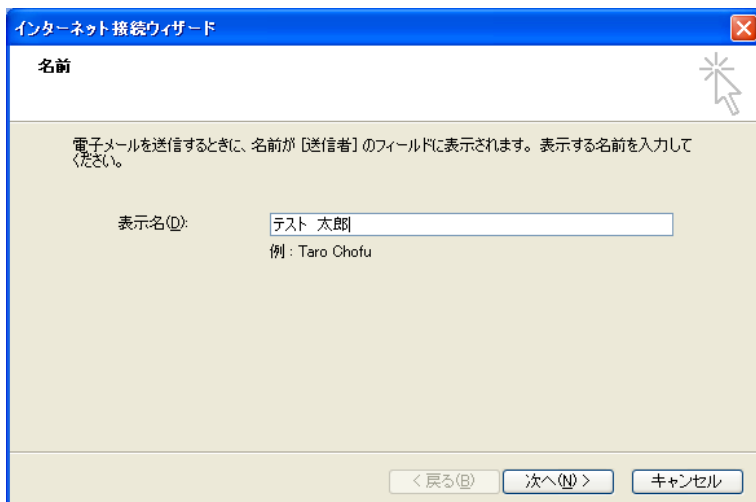 インターネット接続ウィザード
名前
電子メールを送信するときに、名前が [送信者] のフィールドに表示されます。表示する名前を入力して
ください。
表示名(D): テスト 太郎
例 : Taro Chofu
< 戻る(B) 次へ(N) > キャンセル